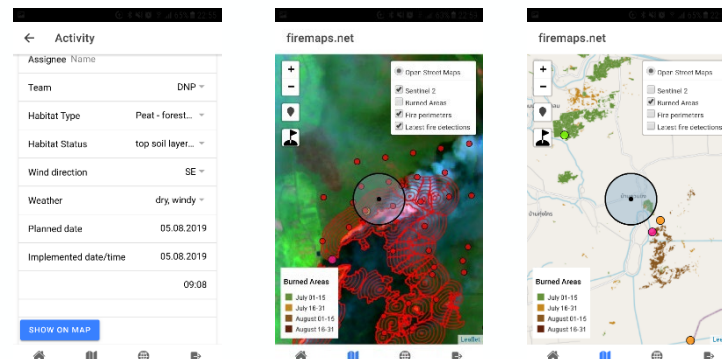 Activity
Assignee Name
Team DNP
Habitat Type Peat - forest...
Habitat Status top soil layer...
Wind direction SE
Weather dry, windy
Planned date 05.08.2019
Implemented date/time 05.08.2019
09:08
SHOW ON MAP
firemaps.net
+
−
Open Street Maps
Sentinel 2
Burned Areas
Fire perimeters
Latest fire detections
Burned Areas
July 01-15
July 16-31
August 01-15
August 16-31
Leaflet
firemaps.net
+
−
Open Street Maps
Sentinel 2
Burned Areas
Fire perimeters
Latest fire detections
Burned Areas
July 01-15
July 16-31
August 01-15
August 16-31